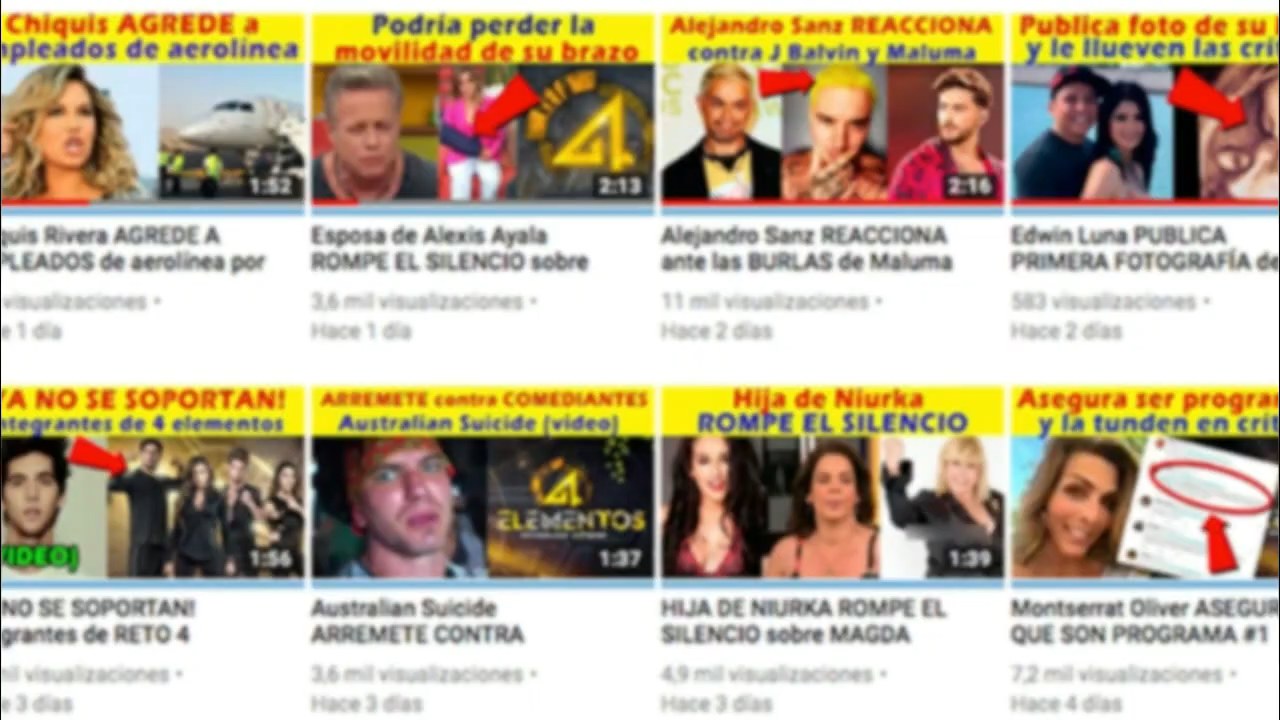 Chiquis AGREDE a
mpleados de aerolinea
1:52
quis Rivera AGREDE A
PLEADOS de aerolínea por
visualizaciones •
e 1 día
Podría perder la
movilidad de su brazo
4
2:13
Esposa de Alexis Ayala
ROMPE EL SILENCIO sobre
3,6 mil visualizaciones •
Hace 1 día
Alejandro Sanz REACCIONA
contra J Balvin y Maluma
2:16
Alejandro Sanz REACCIONA
ante las BURLAS de Maluma
11 mil visualizaciones •
Hace 2 días
Publica foto de su
y le llueven las crit
Edwin Luna PUBLICA
PRIMERA FOTOGRAFÍA de
583 visualizaciones •
Hace 2 días
YA NO SE SOPORTAN!
ntegrantes de 4 elementos
VIDEO)
1:56
NO SE SOPORTAN!
grantes de RETO 4
mil visualizaciones •
e 3 días
ARREMETE contra COMEDIANTES
Australian Suicide (video)
4
ELEMENTOS
1:37
Australian Suicide
ARREMETE CONTRA
3,6 mil visualizaciones •
Hace 3 días
Hija de Niurka
ROMPE EL SILENCIO
1:39
HIJA DE NIURKA ROMPE EL
SILENCIO sobre MAGDA
4,9 mil visualizaciones •
Hace 3 días
Asegura ser program
y la tunden en crit
Montserrat Oliver ASEGUR
QUE SON PROGRAMA #1
7,2 mil visualizaciones •
Hace 4 días